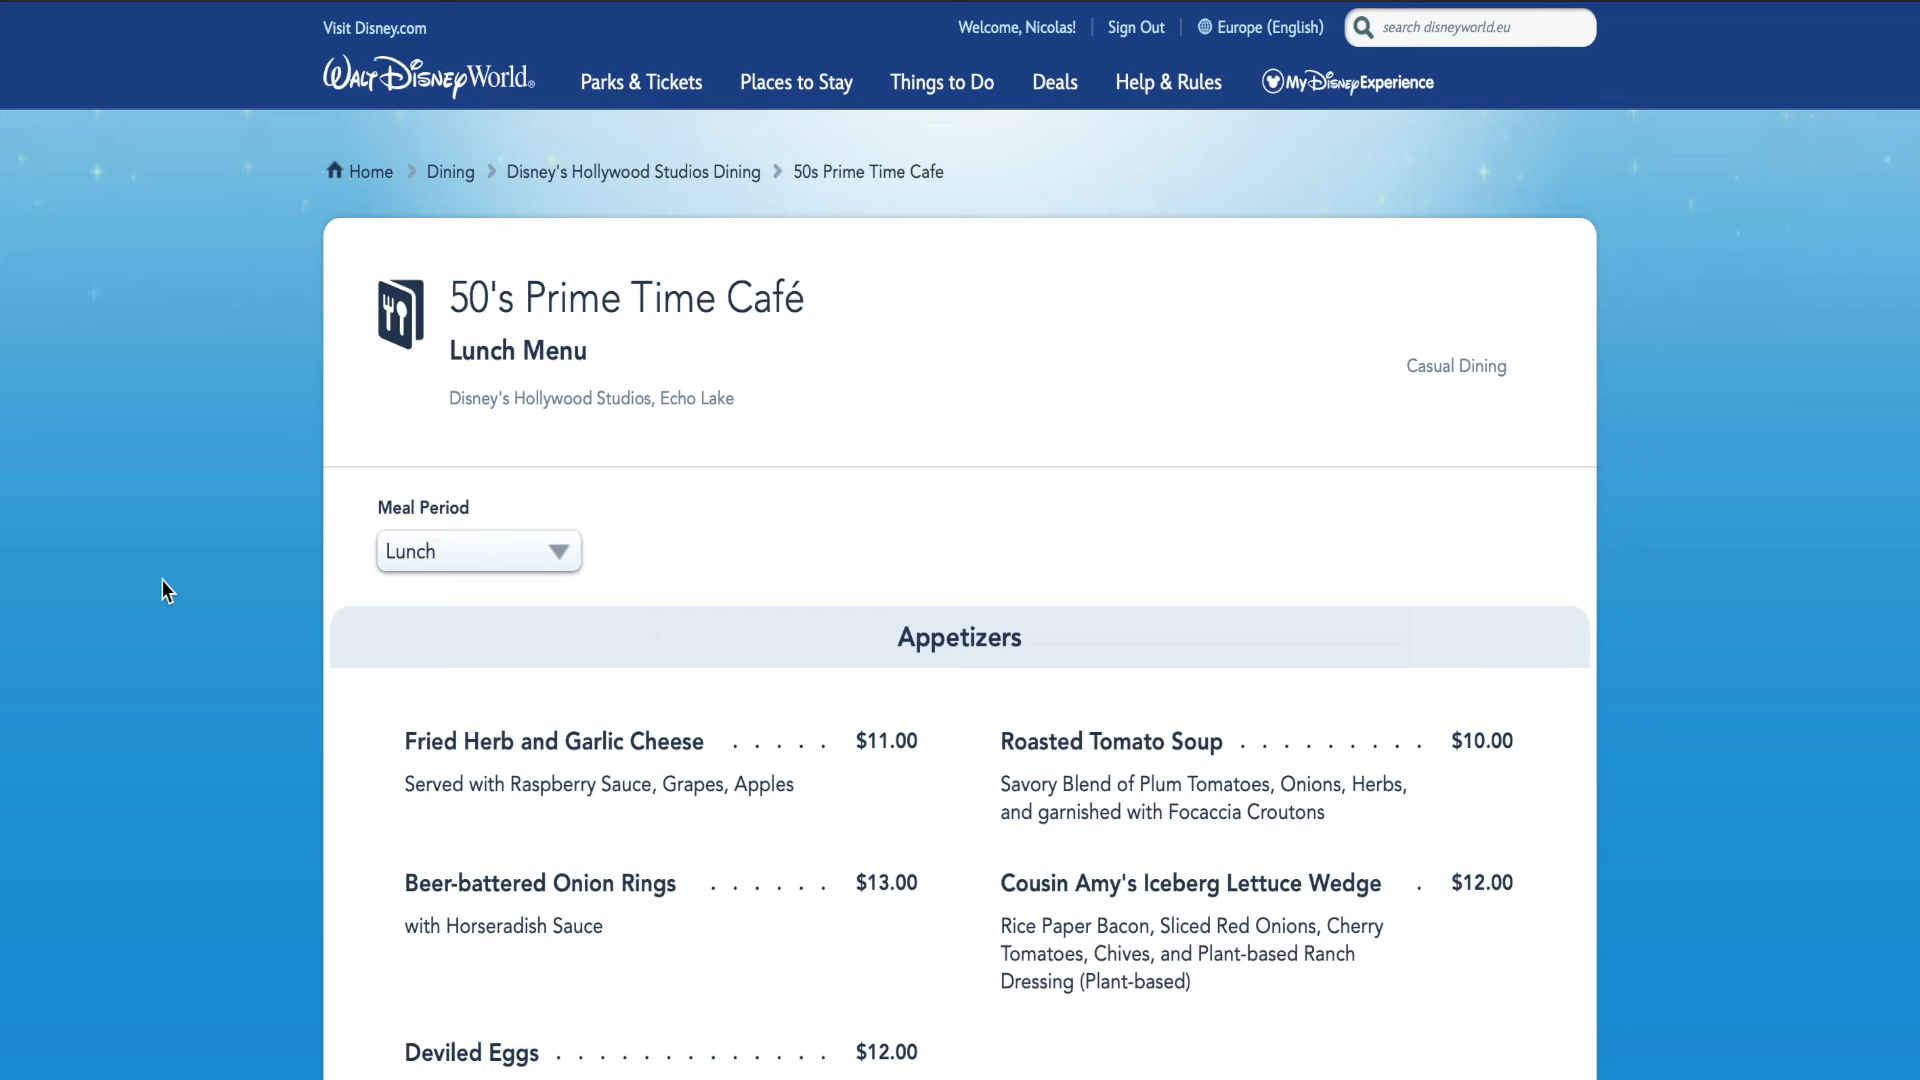 Visit Disney.com
Welcome, Nicolas!
Sign Out
Europe (English)
search disneyworld.eu
Walt Disney World
Parks & Tickets
Places to Stay
Things to Do
Deals
Help & Rules
My Disney Experience
Home
Dining
Disney's Hollywood Studios Dining
50s Prime Time Cafe
50's Prime Time Café
Lunch Menu
Casual Dining
Disney's Hollywood Studios, Echo Lake
Meal Period
Lunch
Appetizers
Fried Herb and Garlic Cheese . . . . . $11.00
Served with Raspberry Sauce, Grapes, Apples
Roasted Tomato Soup . . . . . . . . . $10.00
Savory Blend of Plum Tomatoes, Onions, Herbs,
and garnished with Focaccia Croutons
Beer-battered Onion Rings . . . . . . $13.00
with Horseradish Sauce
Cousin Amy's Iceberg Lettuce Wedge . $12.00
Rice Paper Bacon, Sliced Red Onions, Cherry
Tomatoes, Chives, and Plant-based Ranch
Dressing (Plant-based)
Deviled Eggs . . . . . . . . . . . . . $12.00